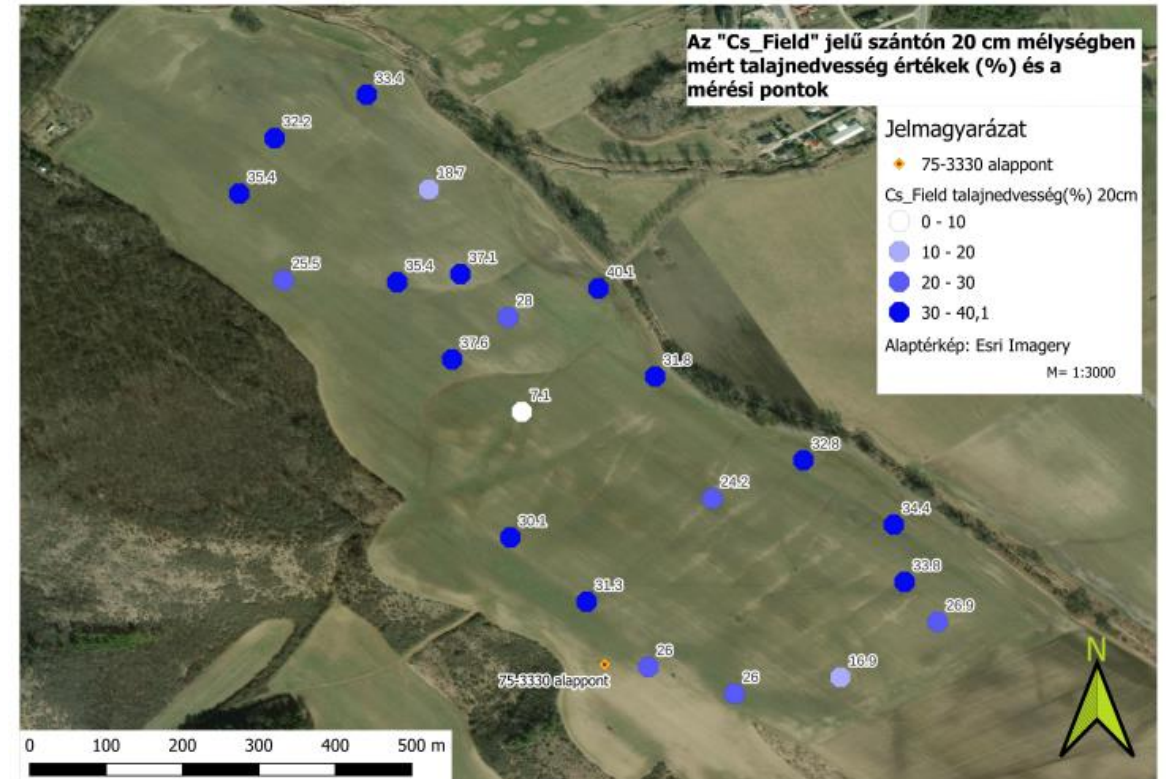 Az "Cs_Field" jelű szántón 20 cm mélységben
mért talajnedvesség értékek (%) és a
mérési pontok
Jelmagyarázat
75-3330 alappont
Cs_Field talajnedvesség(%) 20cm
0 - 10
10 - 20
20 - 30
30 - 40,1
Alaptérkép: Esri Imagery
M= 1:3000
33.4
32.2
35.4
18.7
25.5
35.4
37.1
40.1
28
37.6
31.8
7.1
32.8
24.2
34.4
30.1
33.8
31.3
26.9
26
75-3330 alappont
26
16.9
N
0 100 200 300 400 500 m